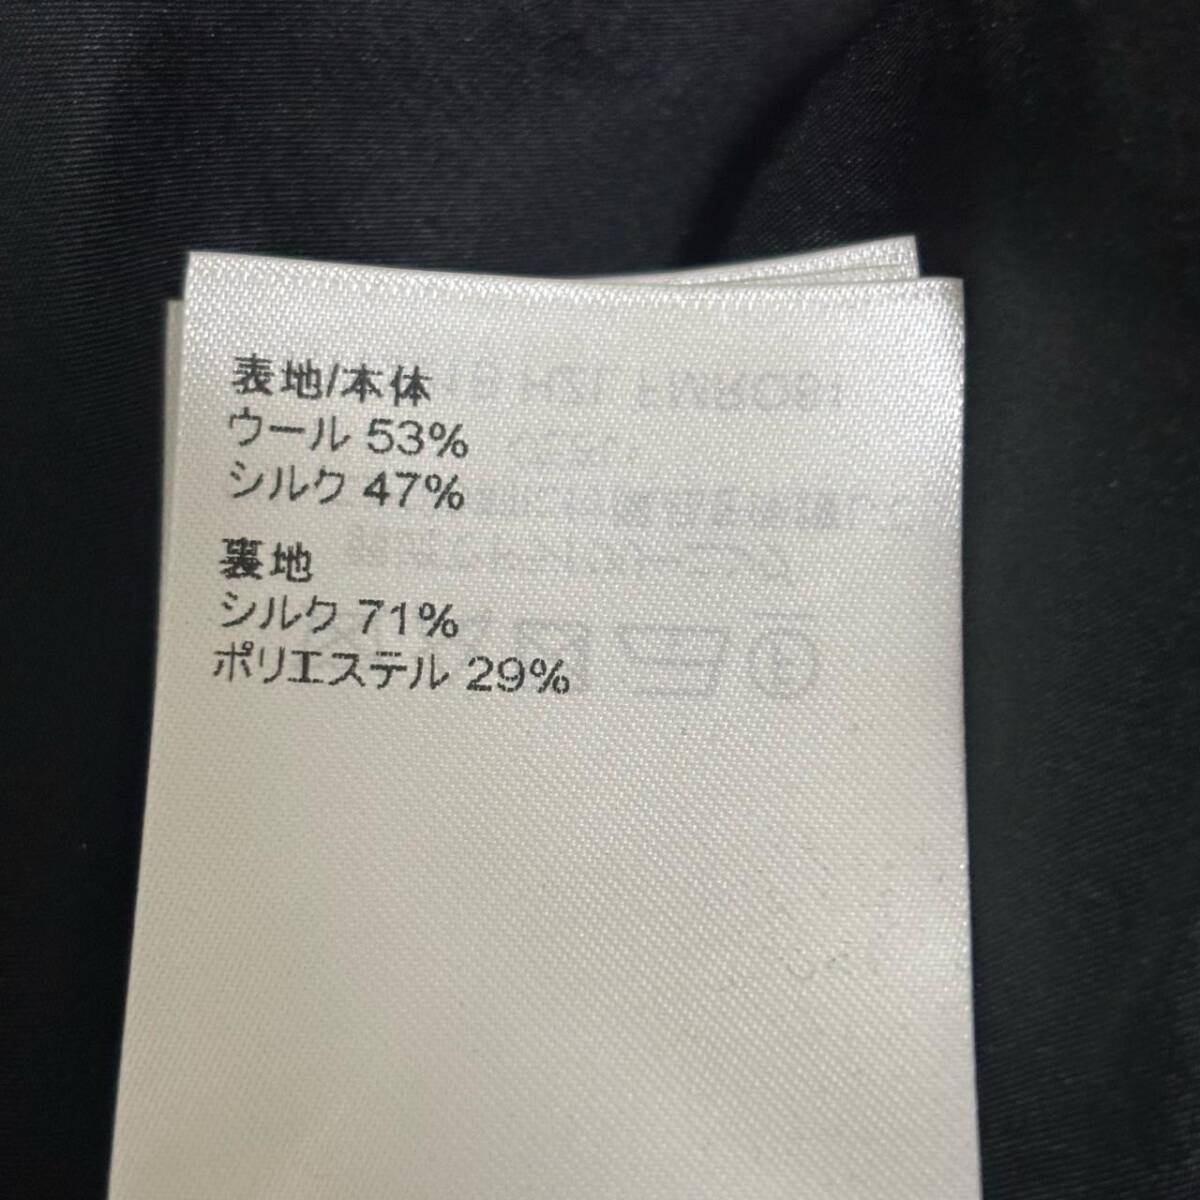 表地/本体
ウール 53%
シルク 47%
裏地
シルク 71%
ポリエステル 29%